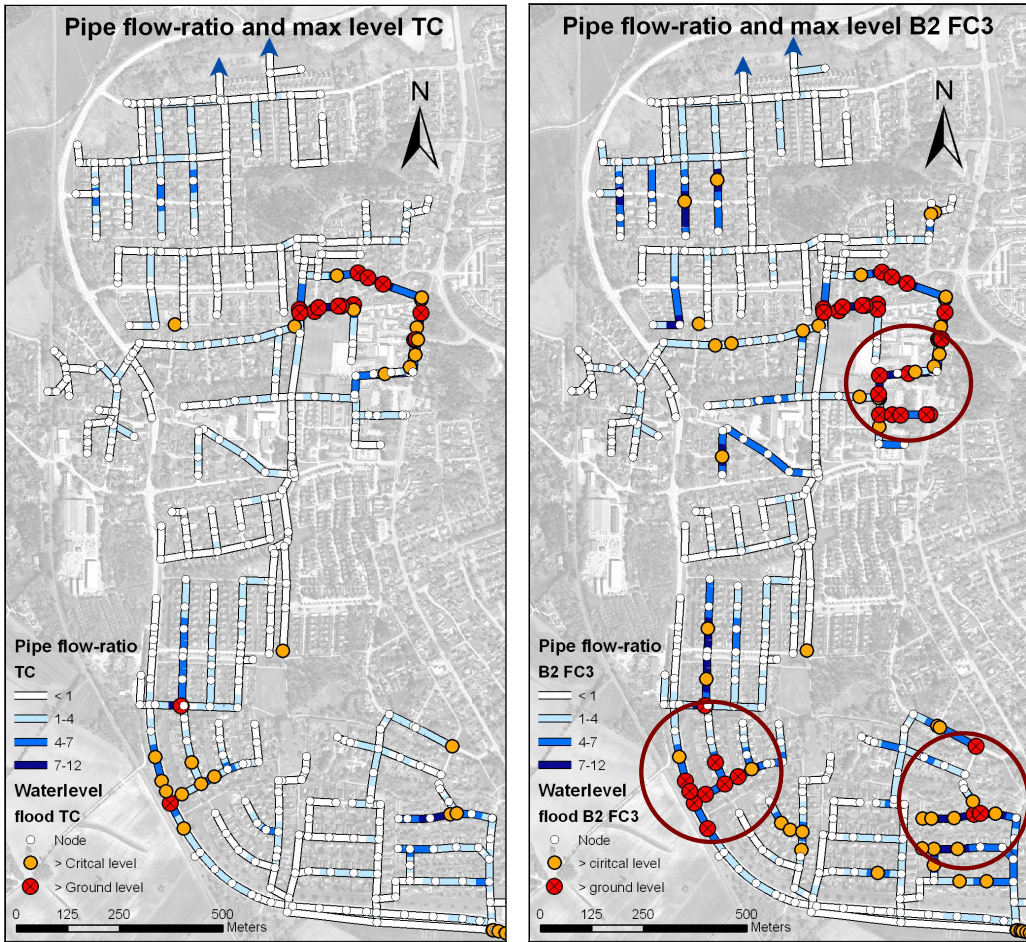 Pipe flow-ratio and max level TC
N
Pipe flow-ratio
TC
< 1
1-4
4-7
7-12
Waterlevel
flood TC
Node
> Critcal level
> Ground level
0 125 250 500
Meters
Pipe flow-ratio and max level B2 FC3
N
Pipe flow-ratio
B2 FC3
< 1
1-4
4-7
7-12
Waterlevel
flood B2 FC3
Node
> ciritcal level
> ground level
0 125 250 500
Meters